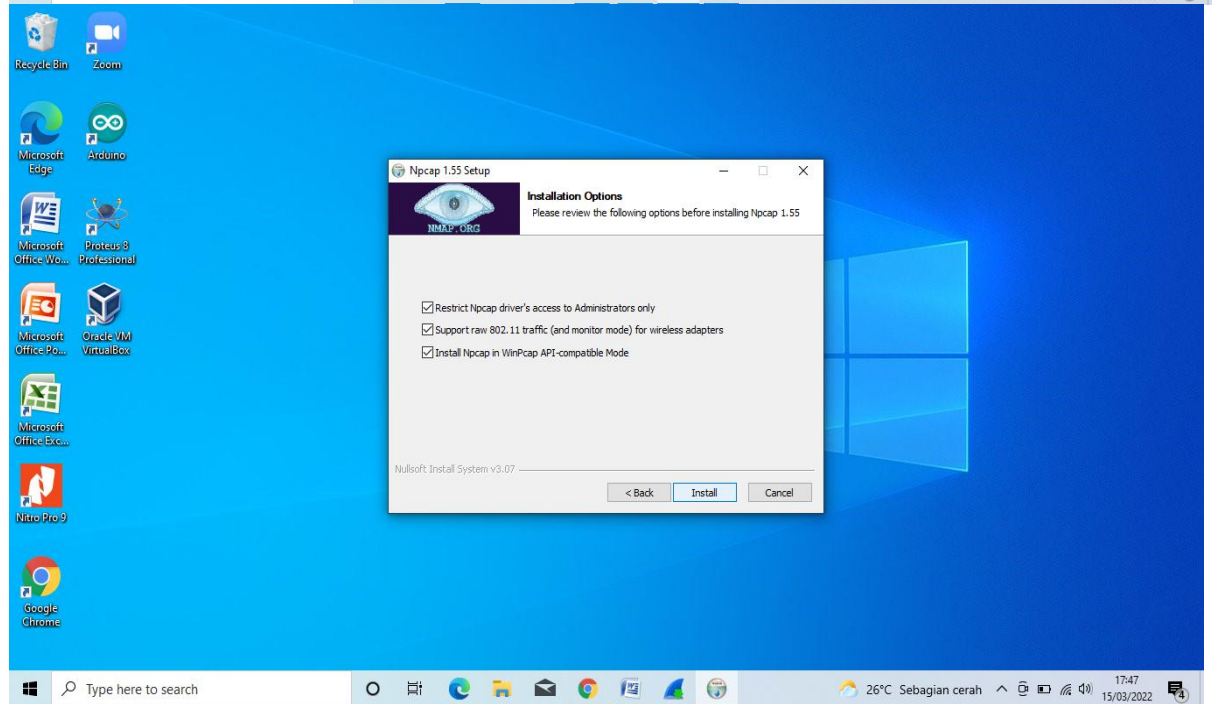 Recycle Bin
Zoom
Microsoft
Edge
Arduino
Microsoft
Office Wo...
Proteus 8
Professional
Microsoft
Office Po...
Oracle VM
VirtualBox
Microsoft
Office Exc...
Nitro Pro 9
Google
Chrome
Npcap 1.55 Setup
NMAP.ORG
Installation Options
Please review the following options before installing Npcap 1.55
Restrict Npcap driver's access to Administrators only
Support raw 802.11 traffic (and monitor mode) for wireless adapters
Install Npcap in WinPcap API-compatible Mode
Nullsoft Install System v3.07
< Back Install Cancel
Type here to search
26°C Sebagian cerah
17:47
15/03/2022
4